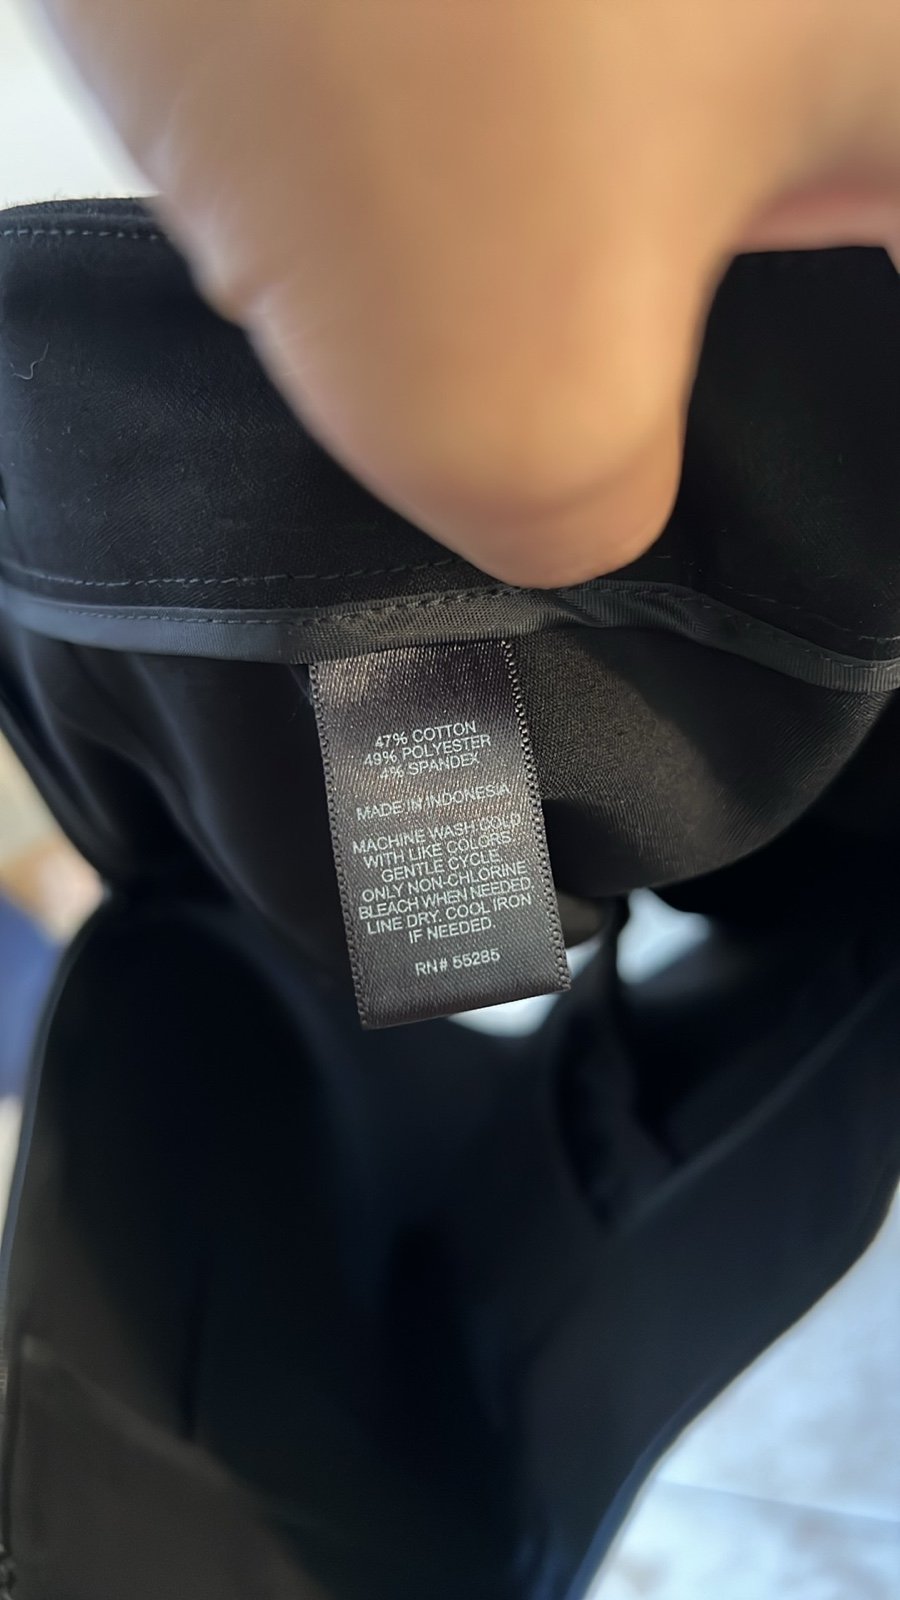 47% COTTON
49% POLYESTER
4% SPANDEX
MADE IN INDONESIA
MACHINE WASH COLD
WITH LIKE COLORS,
GENTLE CYCLE.
ONLY NON-CHLORINE
BLEACH WHEN NEEDED.
LINE DRY. COOL IRON
IF NEEDED.
RN# 55285